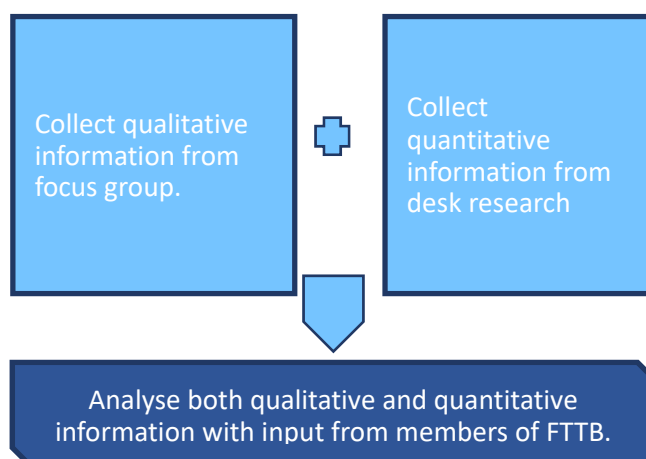 Collect qualitative
information from
focus group.
Collect
quantitative
information from
desk research
Analyse both qualitative and quantitative
information with input from members of FTTB.